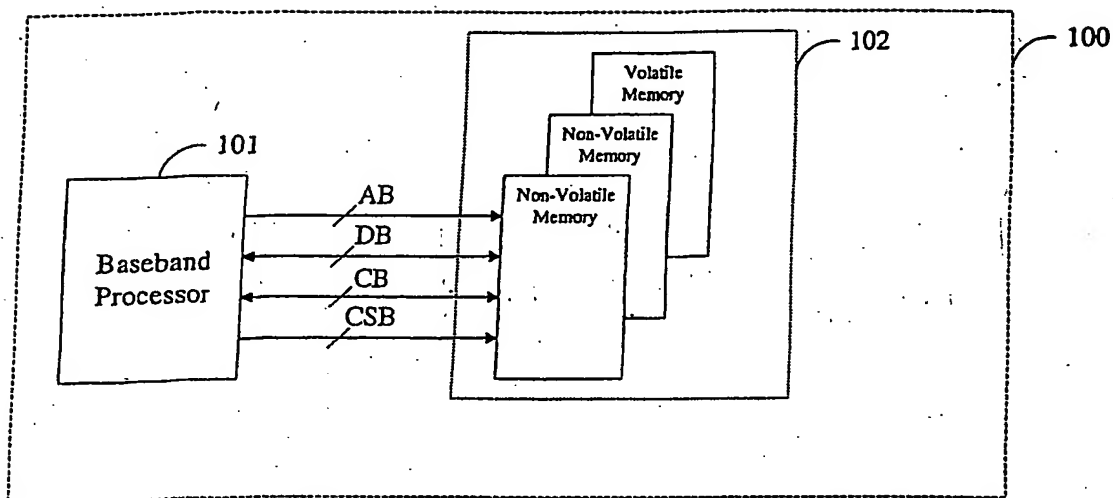 102
100
Volatile
Memory
101
Non-Volatile
Memory
AB
Non-Volatile
Memory
DB
Baseband
Processor
CB
CSB